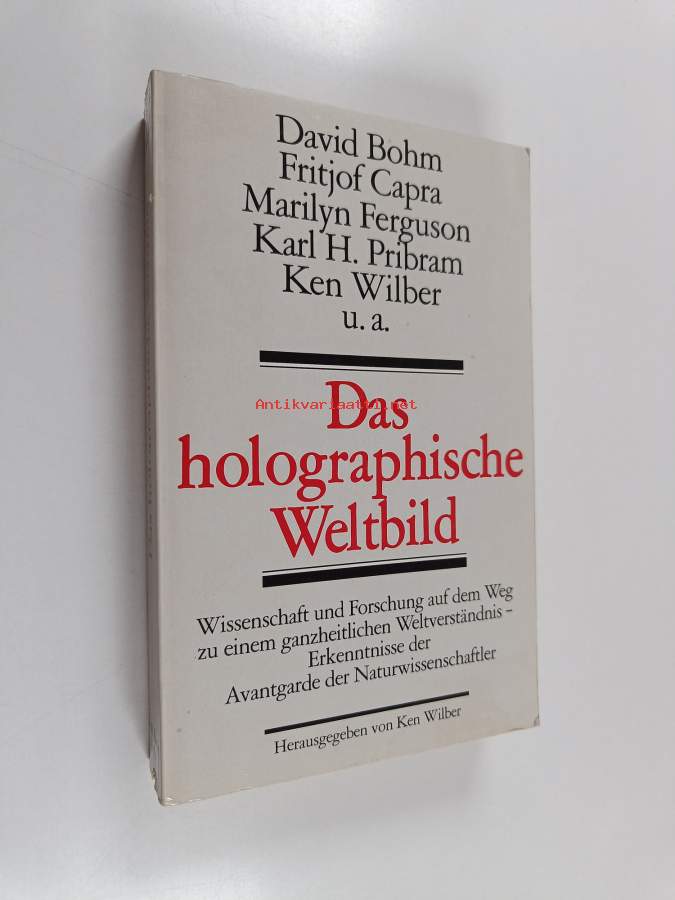 David Bohm
Fritjof Capra
Marilyn Ferguson
Karl H. Pribram
Ken Wilber
u. a.
Antikvariaatti.net
Das
holographische
Weltbild
Wissenschaft und Forschung auf dem Weg
zu einem ganzheitlichen Weltverständnis –
Erkenntnisse der
Avantgarde der Naturwissenschaftler
Herausgegeben von Ken Wilber